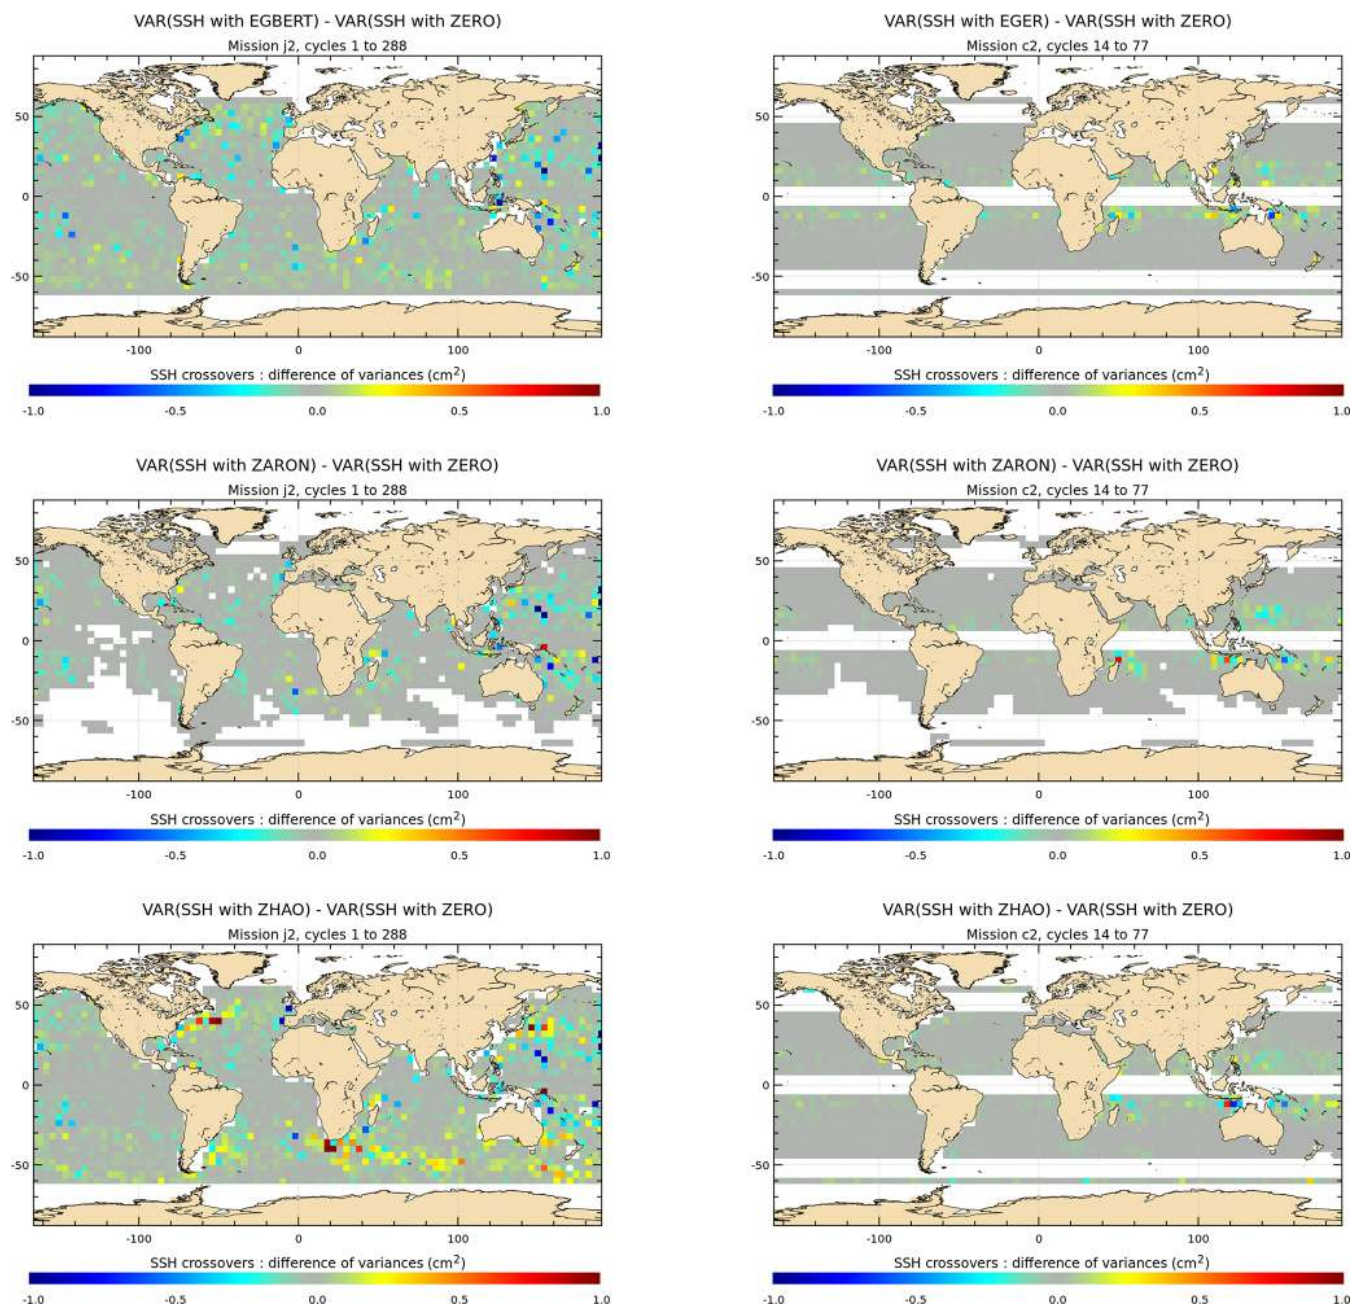 VAR(SSH with EGBERT) - VAR(SSH with ZERO)
Mission j2, cycles 1 to 288
50
0
-50
-100 0 100
SSH crossovers : difference of variances (cm²)
-1.0 -0.5 0.0 0.5 1.0
VAR(SSH with EGER) - VAR(SSH with ZERO)
Mission c2, cycles 14 to 77
50
0
-50
-100 0 100
SSH crossovers : difference of variances (cm²)
-1.0 -0.5 0.0 0.5 1.0
VAR(SSH with ZARON) - VAR(SSH with ZERO)
Mission j2, cycles 1 to 288
50
0
-50
-100 0 100
SSH crossovers : difference of variances (cm²)
-1.0 -0.5 0.0 0.5 1.0
VAR(SSH with ZARON) - VAR(SSH with ZERO)
Mission c2, cycles 14 to 77
50
0
-50
-100 0 100
SSH crossovers : difference of variances (cm²)
-1.0 -0.5 0.0 0.5 1.0
VAR(SSH with ZHAO) - VAR(SSH with ZERO)
Mission j2, cycles 1 to 288
50
0
-50
-100 0 100
SSH crossovers : difference of variances (cm²)
-1.0 -0.5 0.0 0.5 1.0
VAR(SSH with ZHAO) - VAR(SSH with ZERO)
Mission c2, cycles 14 to 77
50
0
-50
-100 0 100
SSH crossovers : difference of variances (cm²)
-1.0 -0.5 0.0 0.5 1.0